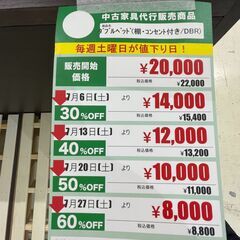 中古家具代行販売商品
ダブルベッド(棚・コンセント付き/DBR)
毎週土曜日が値下り日!
販売開始価格 ¥20,000
税込価格 ¥22,000
7月6日(土)より 30%OFF ¥14,000
税込価格 ¥15,400
7月13日(土)より 40%OFF ¥12,000
税込価格 ¥13,200
7月20日(土)より 50%OFF ¥10,000
税込価格 ¥11,000
7月27日(土)より 60%OFF ¥8,000
税込価格 ¥8,800